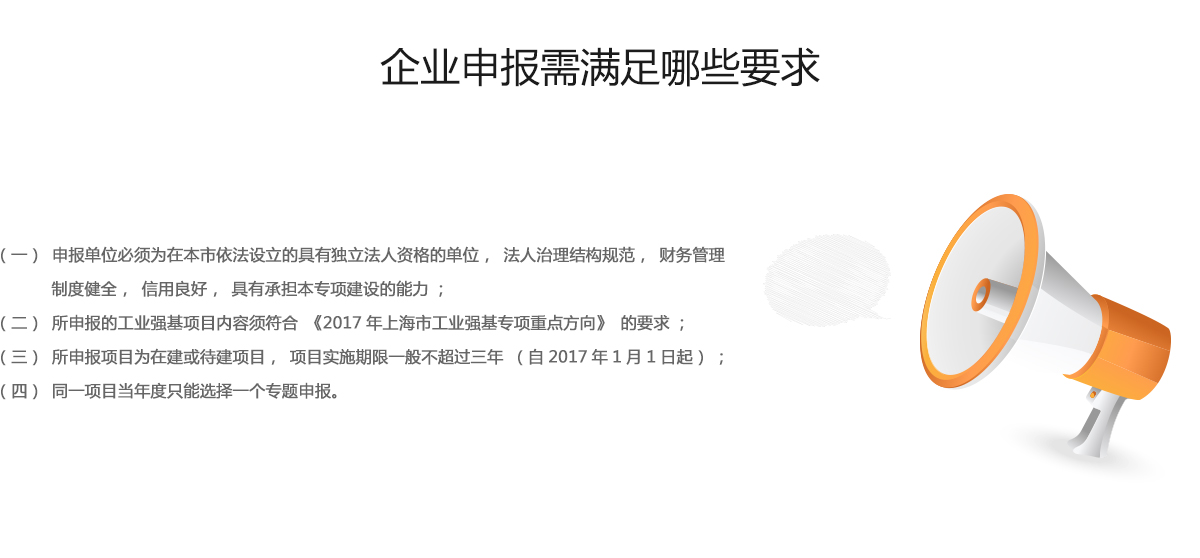 企业申报需满足哪些要求
（一） 申报单位必须为在本市依法设立的具有独立法人资格的单位， 法人治理结构规范， 财务管理
制度健全， 信用良好， 具有承担本专项建设的能力；
（二） 所申报的工业强基项目内容须符合 《2017 年上海市工业强基专项重点方向》 的要求；
（三） 所申报项目为在建或待建项目， 项目实施期限一般不超过三年 （自 2017 年 1 月 1 日起）；
（四） 同一项目当年度只能选择一个专题申报。